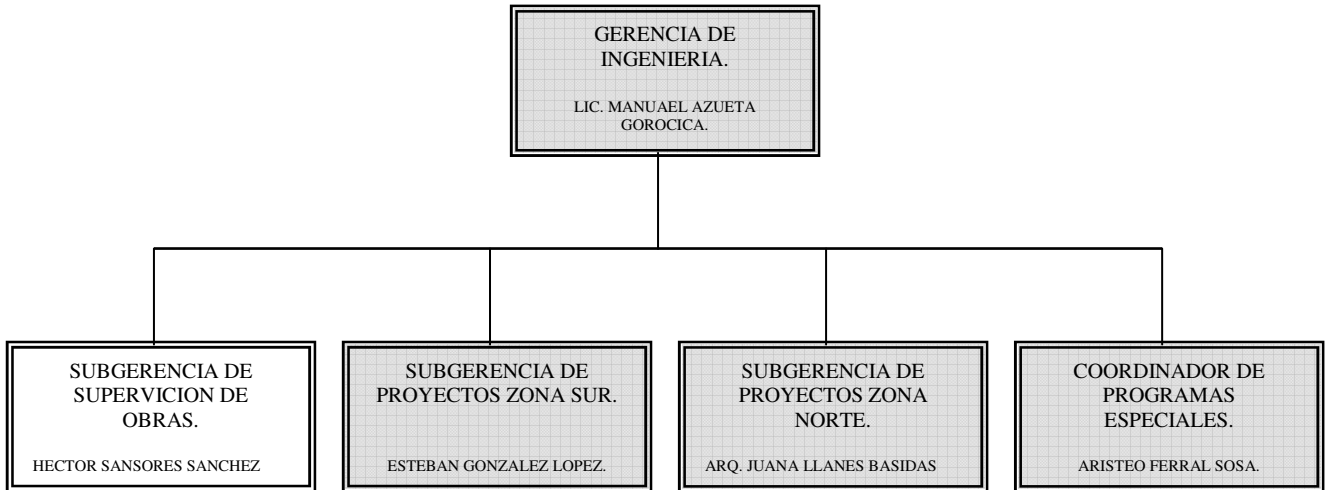 GERENCIA DE
INGENIERIA.
LIC. MANUAEL AZUETA
GOROCICA.
SUBGERENCIA DE
SUPERVICION DE
OBRAS.
HECTOR SANSORES SANCHEZ
SUBGERENCIA DE
PROYECTOS ZONA SUR.
ESTEBAN GONZALEZ LOPEZ.
SUBGERENCIA DE
PROYECTOS ZONA
NORTE.
ARQ. JUANA LLANES BASIDAS
COORDINADOR DE
PROGRAMAS
ESPECIALES.
ARISTEO FERRAL SOSA.